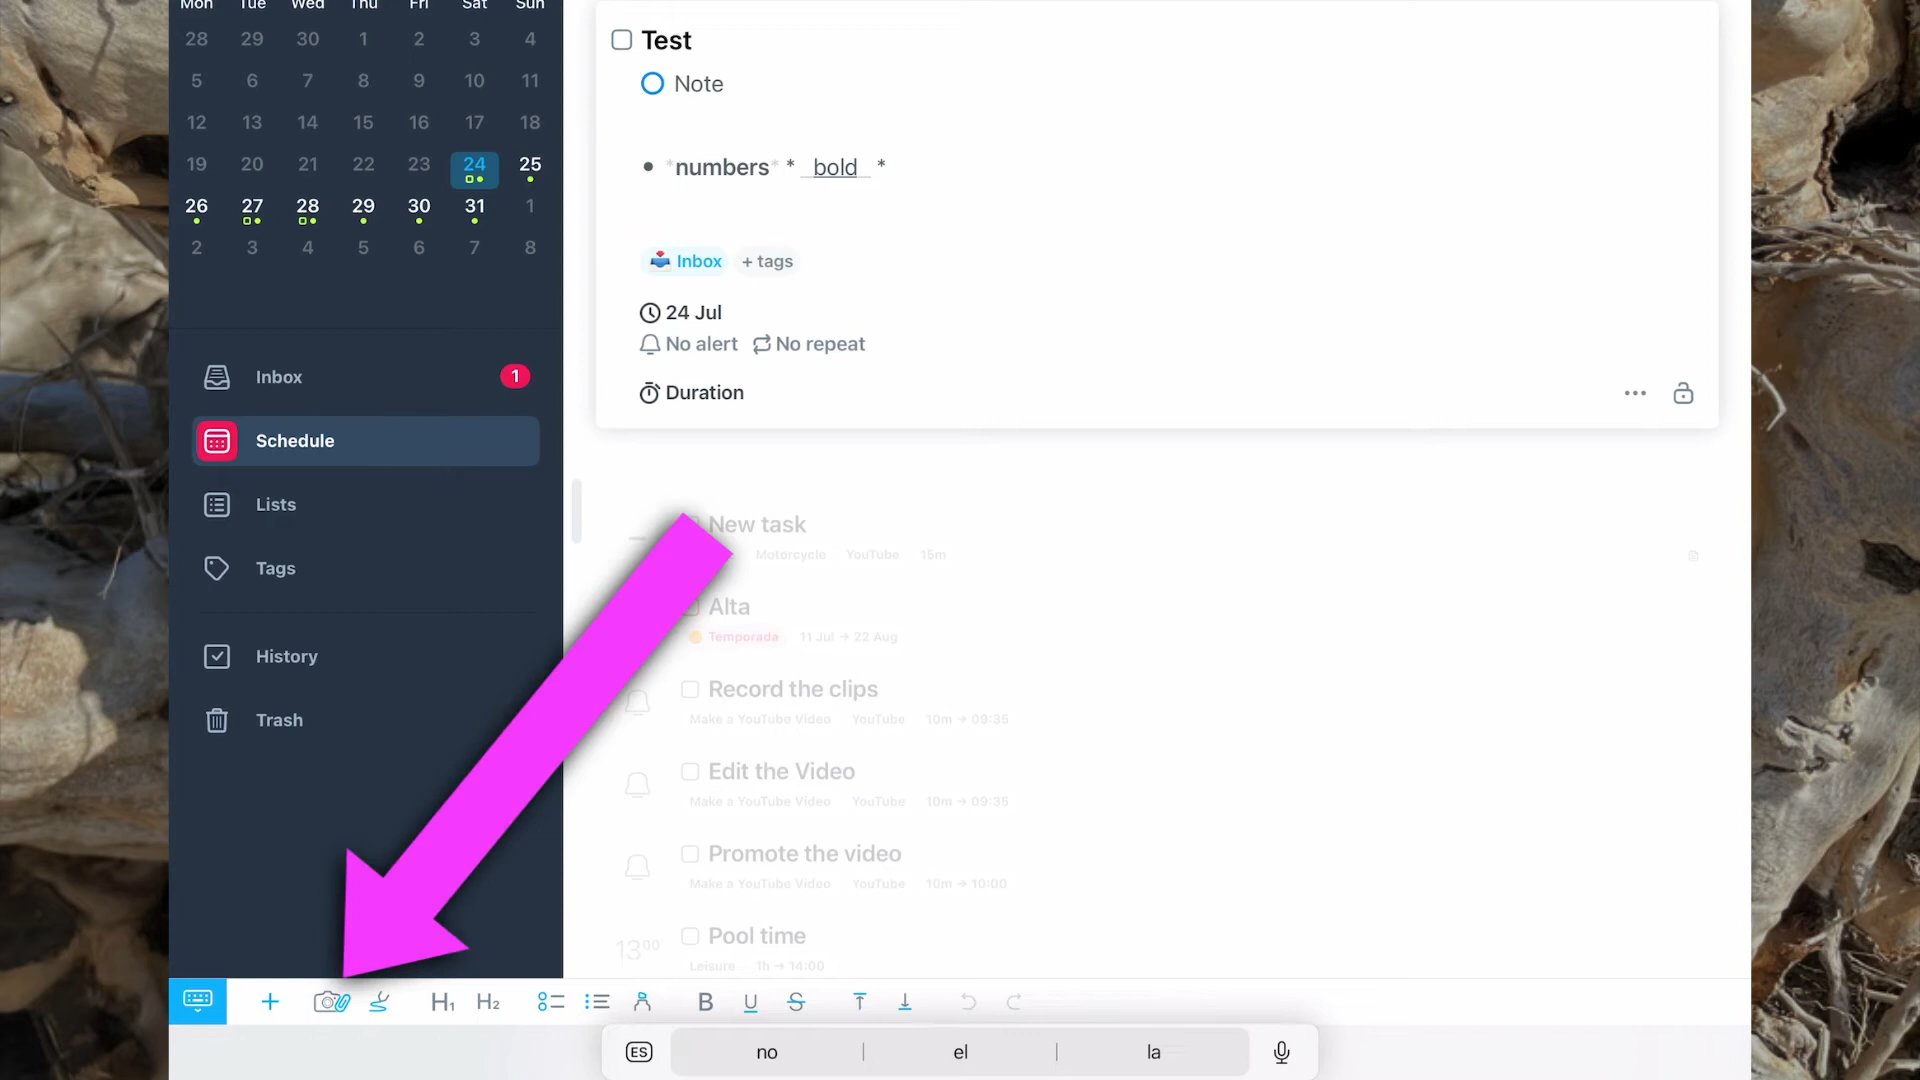 Mon Tue Wed Thu Fri Sat Sun
28 29 30 1 2 3 4
5 6 7 8 9 10 11
12 13 14 15 16 17 18
19 20 21 22 23 24 25
26 27 28 29 30 31 1
2 3 4 5 6 7 8
Inbox 1
Schedule
Lists
Tags
History
Trash
Test
Note
• *numbers* * _bold_ *
Inbox + tags
24 Jul
No alert No repeat
Duration
New task
Motorcycle YouTube 15m
Alta
Temporada 11 Jul → 22 Aug
Record the clips
Make a YouTube Video YouTube 10m → 09:35
Edit the Video
Make a YouTube Video YouTube 10m → 09:35
Promote the video
Make a YouTube Video YouTube 10m → 10:00
13⁰⁰ Pool time
Leisure 1h → 14:00
H1 H2 B U S
ES no el la